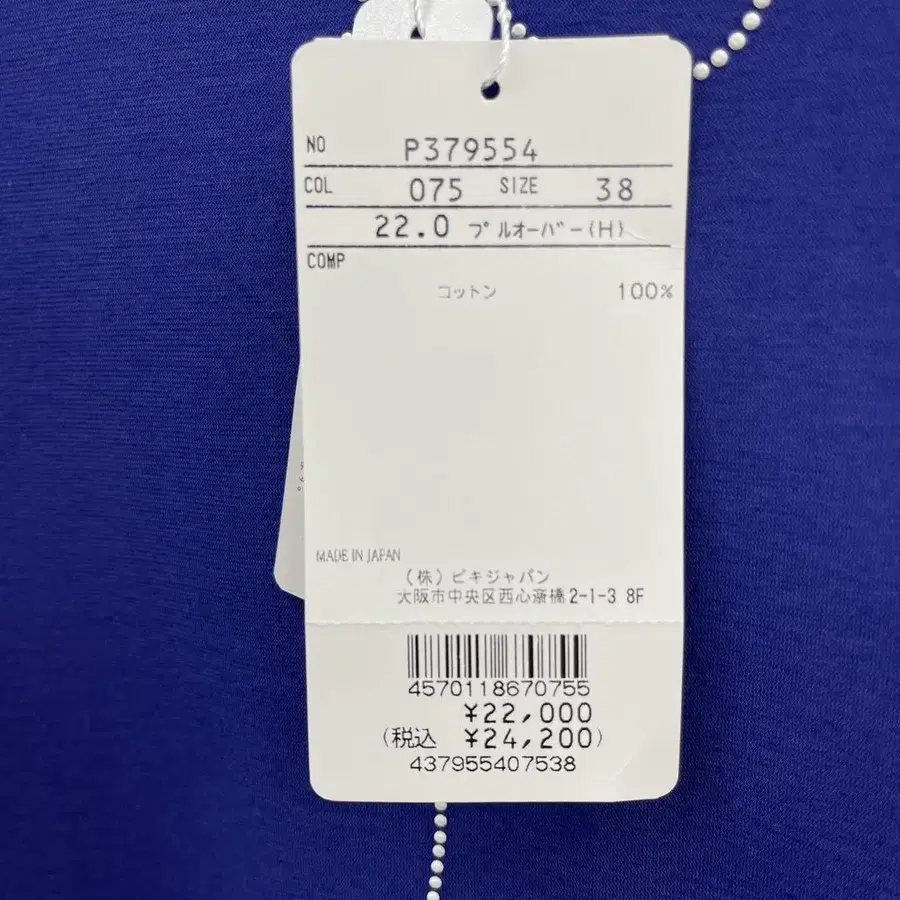 NO P379554
COL 075 SIZE 38
22.0 プルオーバー(H)
COMP
コットン 100%
MADE IN JAPAN
(株)ピキジャパン
大阪市中央区西心斎橋2-1-3 8F
4570118670755
¥22,000
(税込 ¥24,200)
437955407538